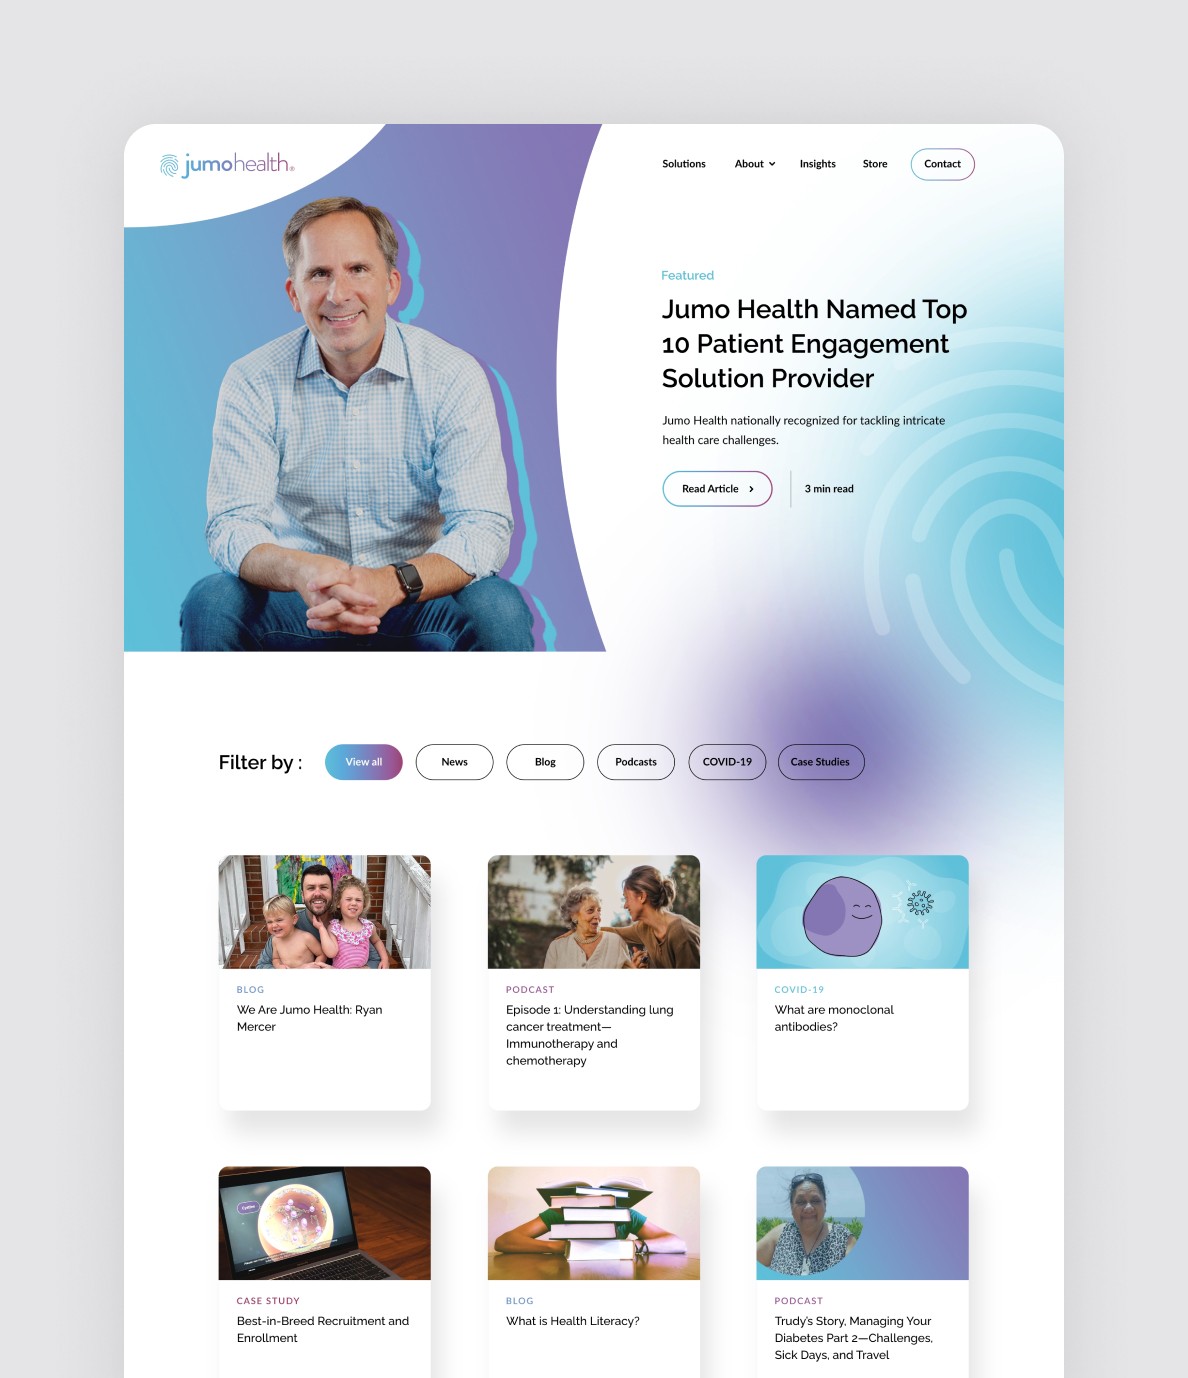 jumohealth®
Solutions
About
Insights
Store
Contact
Featured
Jumo Health Named Top
10 Patient Engagement
Solution Provider
Jumo Health nationally recognized for tackling intricate
health care challenges.
Read Article
3 min read
Filter by :
View all
News
Blog
Podcasts
COVID-19
Case Studies
BLOG
We Are Jumo Health: Ryan
Mercer
PODCAST
Episode 1: Understanding lung
cancer treatment—
Immunotherapy and
chemotherapy
COVID-19
What are monoclonal
antibodies?
CASE STUDY
Best-in-Breed Recruitment and
Enrollment
BLOG
What is Health Literacy?
PODCAST
Trudy’s Story, Managing Your
Diabetes Part 2—Challenges,
Sick Days, and Travel